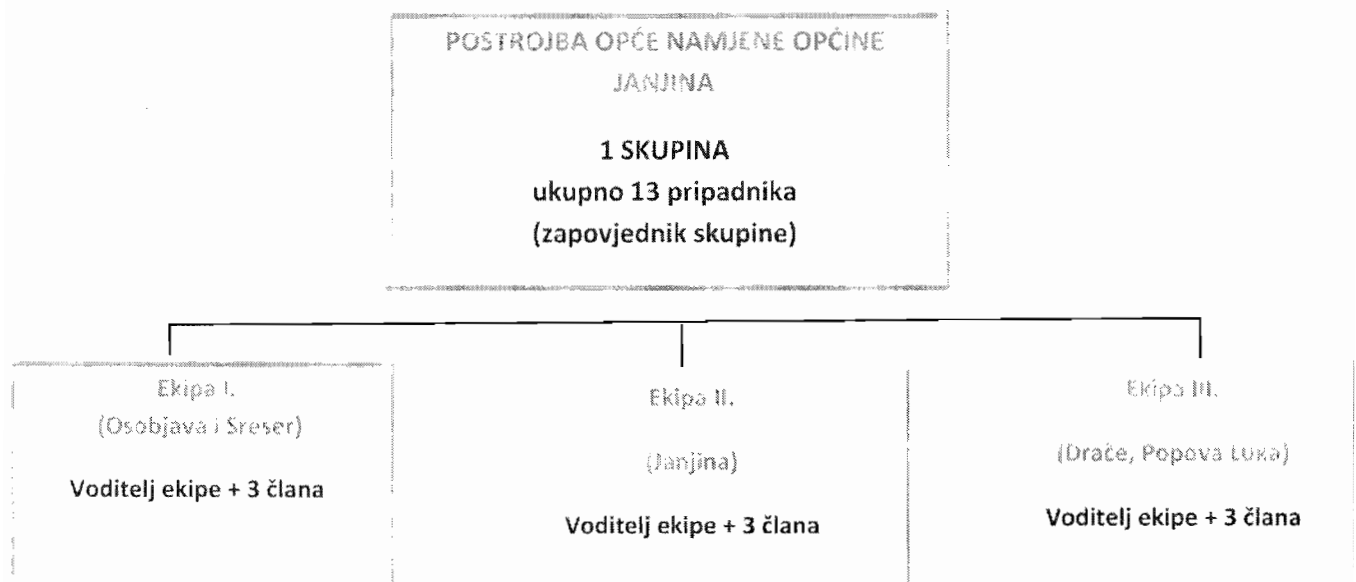 POSTROJBA OPĆE NAMJENE OPĆINE
JANJINA
1 SKUPINA
ukupno 13 pripadnika
(zapovjednik skupine)
Ekipa I.
(Osobjava i Sreser)
Voditelj ekipe + 3 člana
Ekipa II.
(Janjina)
Voditelj ekipe + 3 člana
Ekipa III.
(Drače, Popova Luka)
Voditelj ekipe + 3 člana